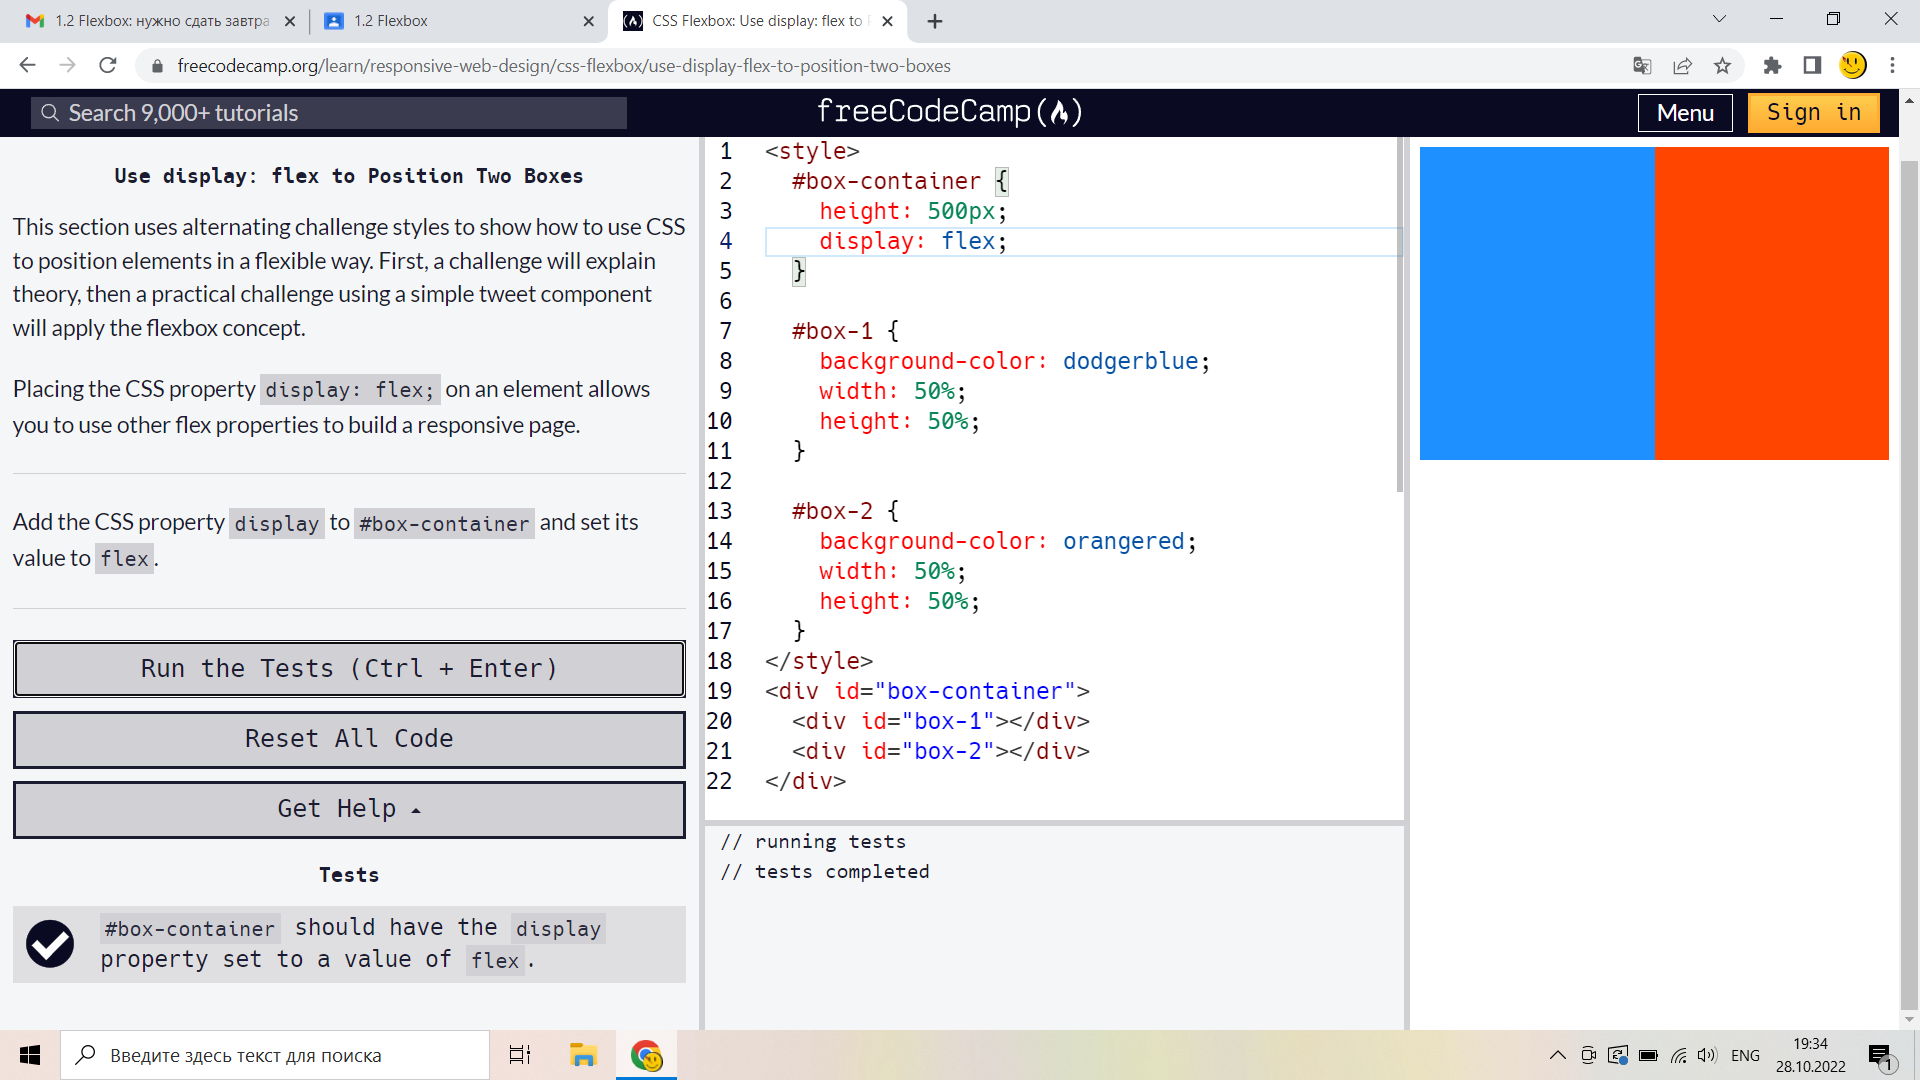 1.2 Flexbox: нужно сдать завтра
1.2 Flexbox
CSS Flexbox: Use display: flex to
freecodecamp.org/learn/responsive-web-design/css-flexbox/use-display-flex-to-position-two-boxes
Search 9,000+ tutorials
freeCodeCamp
Menu
Sign in
Use display: flex to Position Two Boxes
This section uses alternating challenge styles to show how to use CSS
to position elements in a flexible way. First, a challenge will explain
theory, then a practical challenge using a simple tweet component
will apply the flexbox concept.
Placing the CSS property display: flex; on an element allows
you to use other flex properties to build a responsive page.
Add the CSS property display to #box-container and set its
value to flex.
Run the Tests (Ctrl + Enter)
Reset All Code
Get Help
Tests
#box-container should have the display
property set to a value of flex.
1 <style>
2 #box-container {
3 height: 500px;
4 display: flex;
5 }
6
7 #box-1 {
8 background-color: dodgerblue;
9 width: 50%;
10 height: 50%;
11 }
12
13 #box-2 {
14 background-color: orangered;
15 width: 50%;
16 height: 50%;
17 }
18 </style>
19 <div id="box-container">
20 <div id="box-1"></div>
21 <div id="box-2"></div>
22 </div>
// running tests
// tests completed
Введите здесь текст для поиска
ENG
19:34
28.10.2022
1